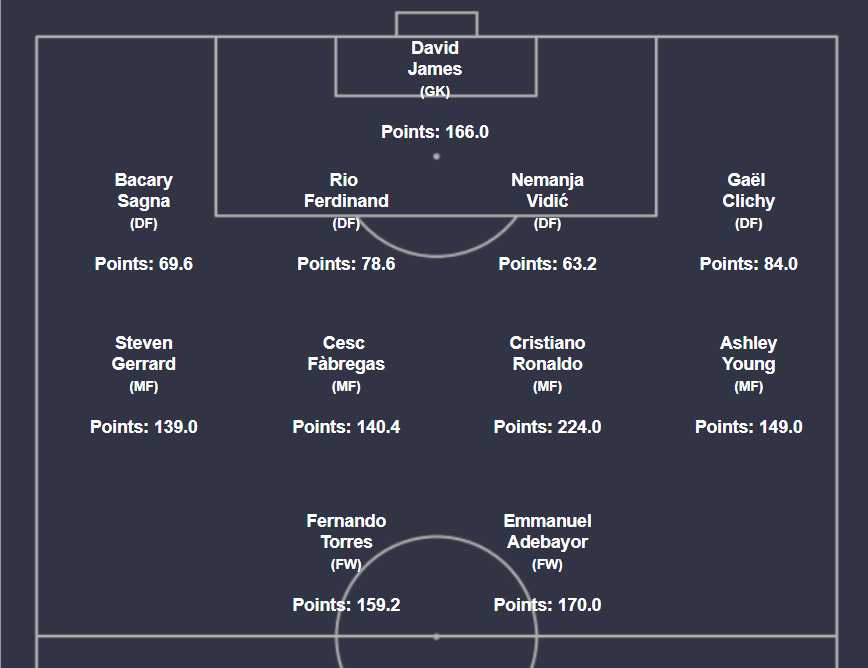 David
James
(GK)
Points: 166.0
Bacary
Sagna
(DF)
Points: 69.6
Rio
Ferdinand
(DF)
Points: 78.6
Nemanja
Vidić
(DF)
Points: 63.2
Gaël
Clichy
(DF)
Points: 84.0
Steven
Gerrard
(MF)
Points: 139.0
Cesc
Fàbregas
(MF)
Points: 140.4
Cristiano
Ronaldo
(MF)
Points: 224.0
Ashley
Young
(MF)
Points: 149.0
Fernando
Torres
(FW)
Points: 159.2
Emmanuel
Adebayor
(FW)
Points: 170.0